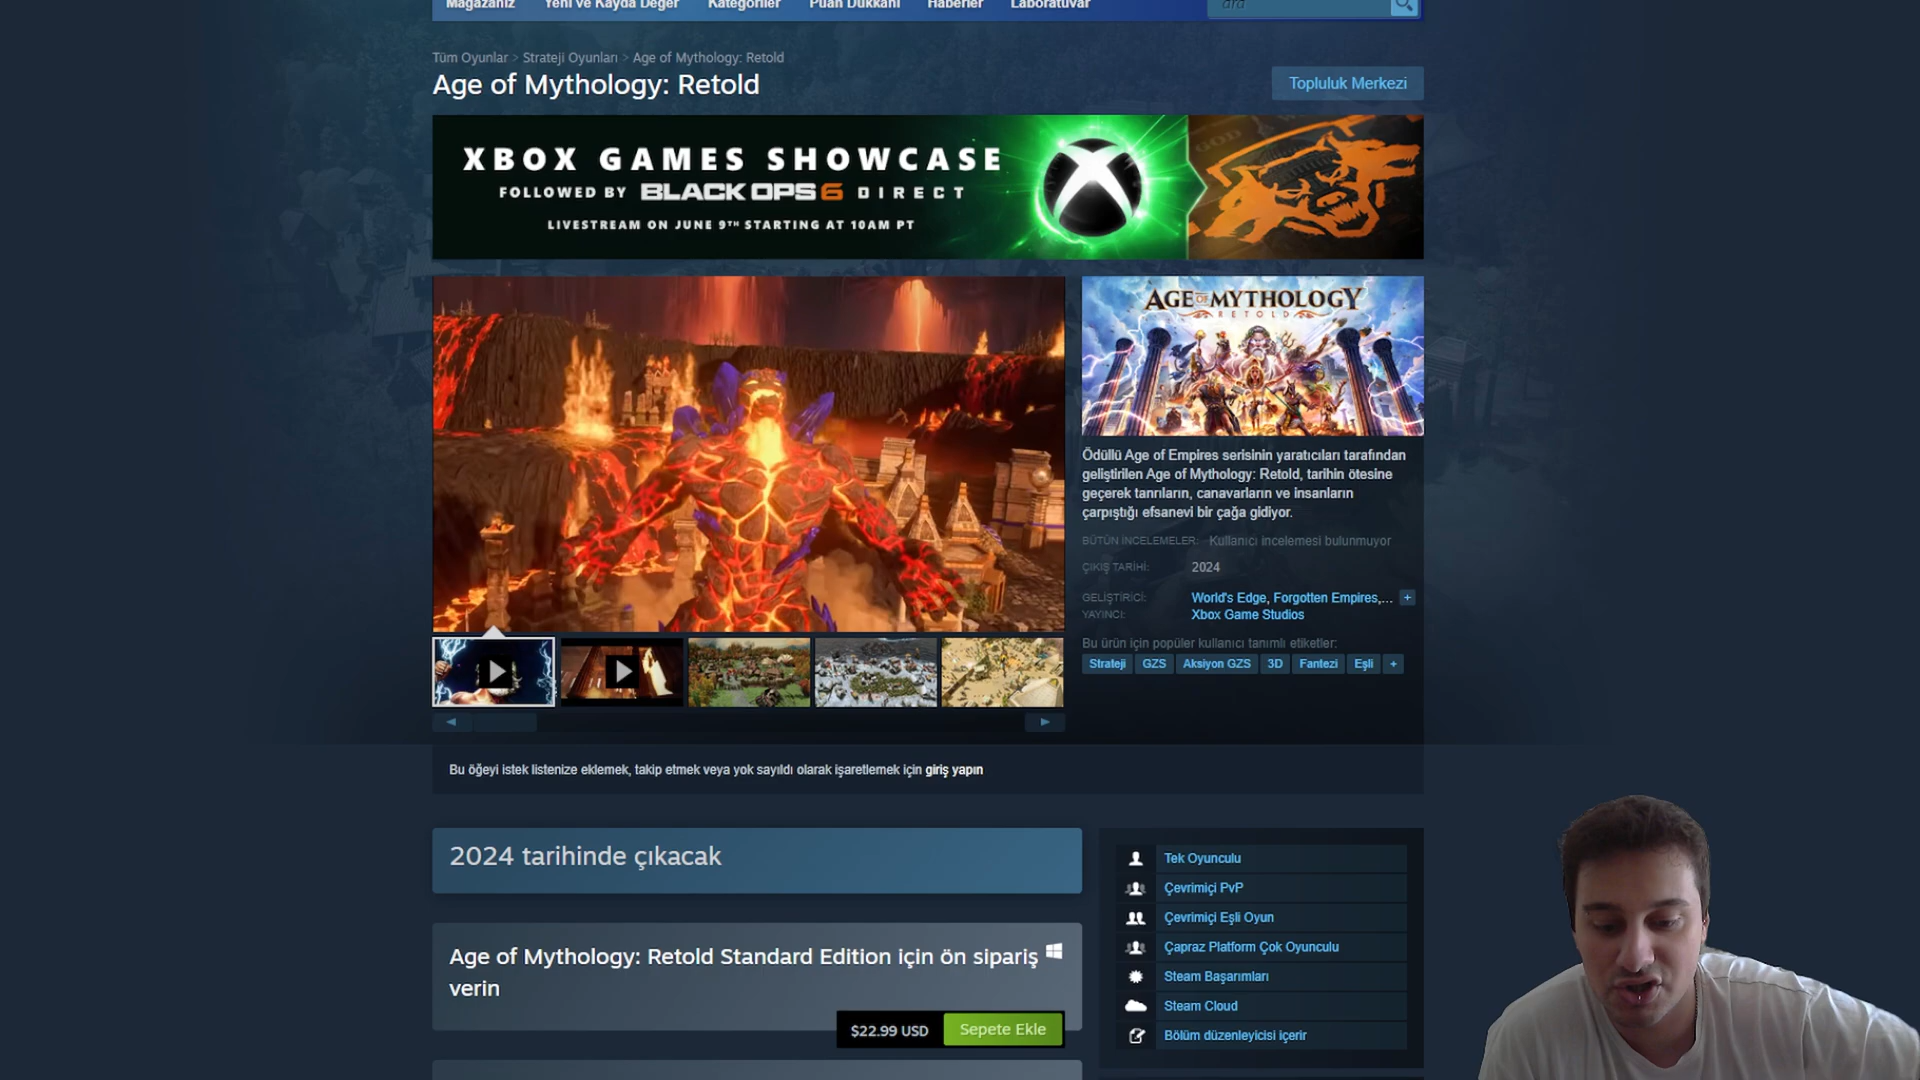 Mağazanız Yeni ve Kayda Değer Kategoriler Puan Dükkânı Haberler Laboratuvar ara
Tüm Oyunlar > Strateji Oyunları > Age of Mythology: Retold
Age of Mythology: Retold
Topluluk Merkezi
XBOX GAMES SHOWCASE
FOLLOWED BY BLACK OPS 6 DIRECT
LIVESTREAM ON JUNE 9TH STARTING AT 10AM PT
AGE OF MYTHOLOGY
RETOLD
Ödüllü Age of Empires serisinin yaratıcıları tarafından
geliştirilen Age of Mythology: Retold, tarihin ötesine
geçerek tanrıların, canavarların ve insanların
çarpıştığı efsanevi bir çağa gidiyor.
BÜTÜN İNCELEMELER: Kullanıcı incelemesi bulunmuyor
ÇIKIŞ TARİHİ: 2024
GELİŞTİRİCİ: World's Edge, Forgotten Empires,... +
YAYINCI: Xbox Game Studios
Bu ürün için popüler kullanıcı tanımlı etiketler:
Strateji GZS Aksiyon GZS 3D Fantezi Eşli +
Bu öğeyi istek listenize eklemek, takip etmek veya yok sayıldı olarak işaretlemek için giriş yapın
2024 tarihinde çıkacak
Age of Mythology: Retold Standard Edition için ön sipariş
verin
$22.99 USD Sepete Ekle
Tek Oyunculu
Çevrimiçi PvP
Çevrimiçi Eşli Oyun
Çapraz Platform Çok Oyunculu
Steam Başarımları
Steam Cloud
Bölüm düzenleyicisi içerir